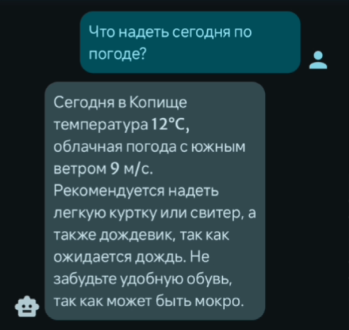 Что надеть сегодня по
погоде?
Сегодня в Копище
температура 12°C,
облачная погода с южным
ветром 9 м/с.
Рекомендуется надеть
легкую куртку или свитер, а
также дождевик, так как
ожидается дождь. Не
забудьте удобную обувь,
так как может быть мокро.